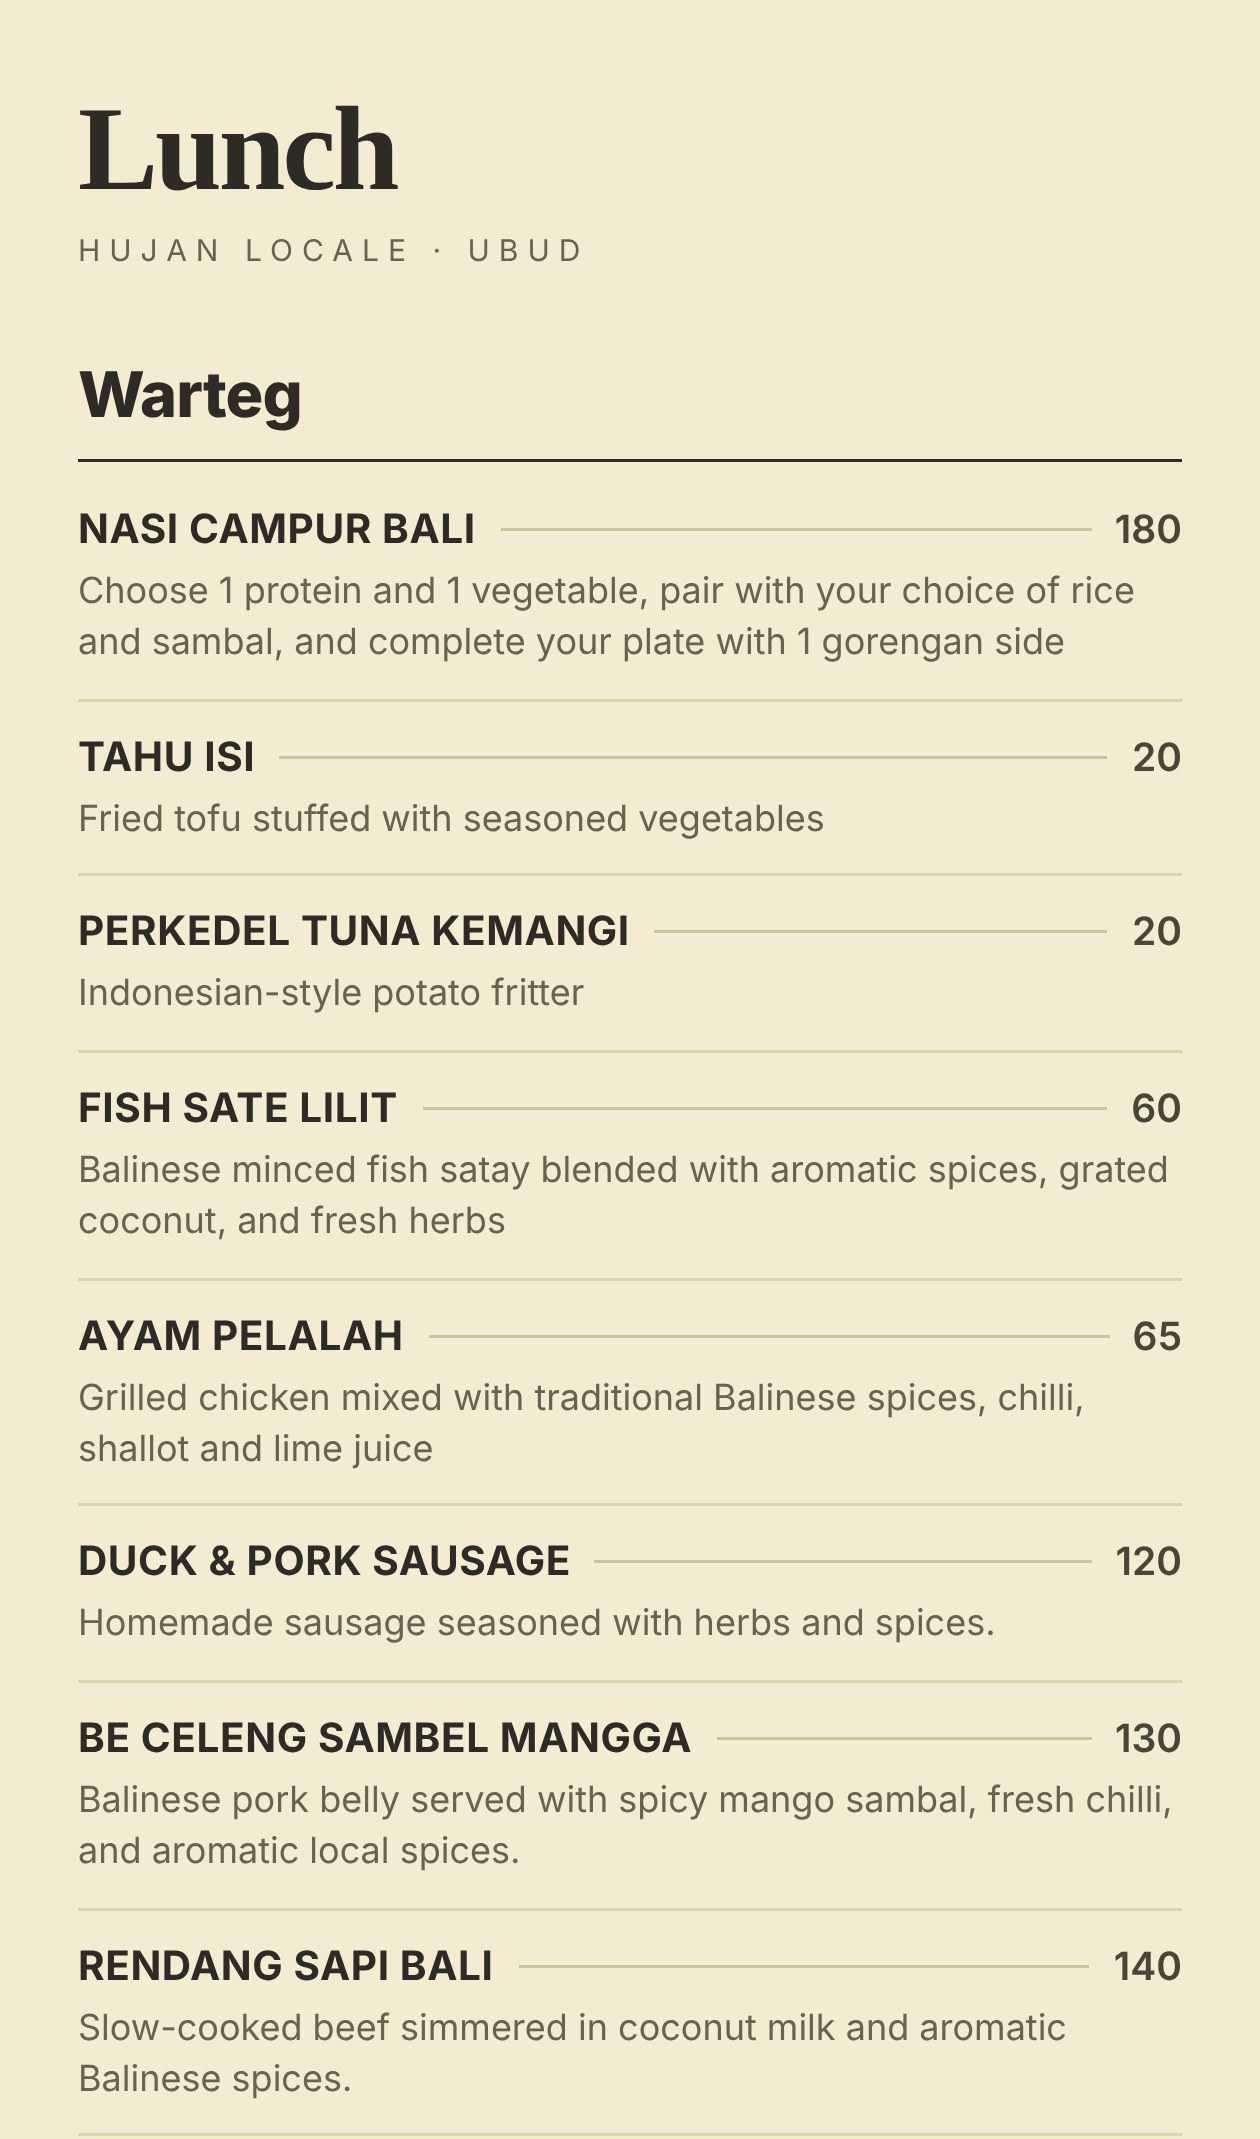 Lunch
HUJAN LOCALE · UBUD
Warteg
NASI CAMPUR BALI 180
Choose 1 protein and 1 vegetable, pair with your choice of rice
and sambal, and complete your plate with 1 gorengan side
TAHU ISI 20
Fried tofu stuffed with seasoned vegetables
PERKEDEL TUNA KEMANGI 20
Indonesian-style potato fritter
FISH SATE LILIT 60
Balinese minced fish satay blended with aromatic spices, grated
coconut, and fresh herbs
AYAM PELALAH 65
Grilled chicken mixed with traditional Balinese spices, chilli,
shallot and lime juice
DUCK & PORK SAUSAGE 120
Homemade sausage seasoned with herbs and spices.
BE CELENG SAMBEL MANGGA 130
Balinese pork belly served with spicy mango sambal, fresh chilli,
and aromatic local spices.
RENDANG SAPI BALI 140
Slow-cooked beef simmered in coconut milk and aromatic
Balinese spices.